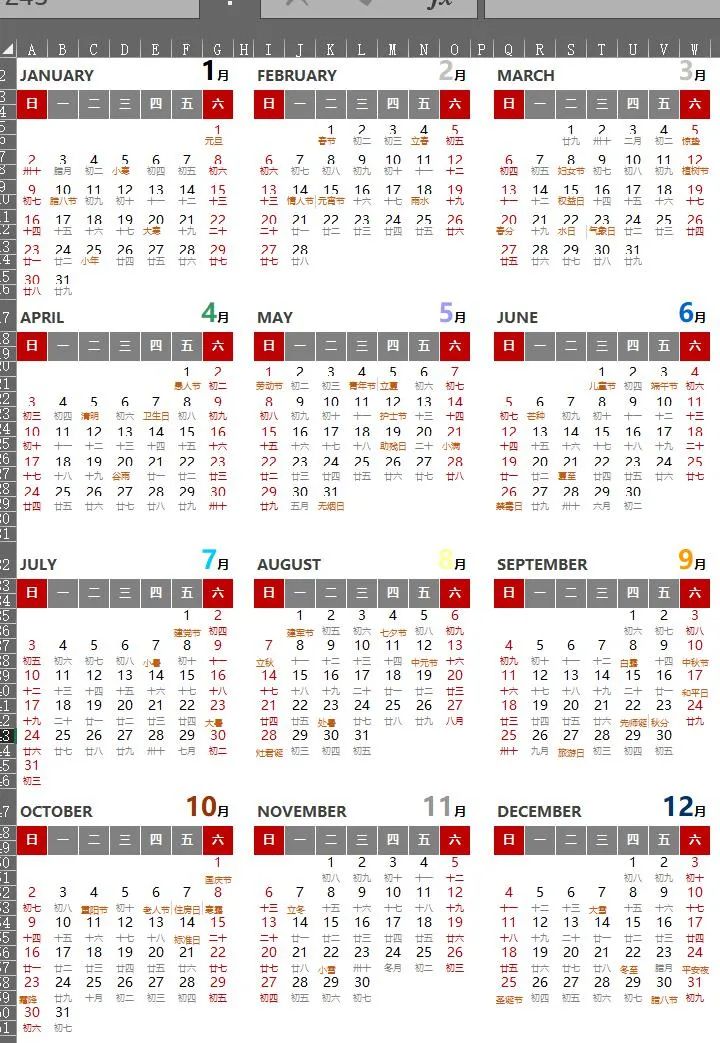 A B C D E F G H I J K L M N O P Q R S T U V W
JANUARY 1月
日 一 二 三 四 五 六
1
元旦
2 3 4 5 6 7 8
卅十 腊月 初二 小寒 初四 初五 初六
9 10 11 12 13 14 15
初七 腊八节 初九 初十 十一 十二 十三
16 17 18 19 20 21 22
十四 十五 十六 十七 大寒 十九 二十
23 24 25 26 27 28 29
廿一 廿二 小年 廿四 廿五 廿六 廿七
30 31
廿八 廿九
FEBRUARY 2月
日 一 二 三 四 五 六
1 2 3 4 5
春节 初二 初三 立春 初五
6 7 8 9 10 11 12
初六 初七 初八 初九 初十 十一 十二
13 14 15 16 17 18 19
十三 情人节 元宵节 十六 十七 雨水 十九
20 21 22 23 24 25 26
二十 廿一 廿二 廿三 廿四 廿五 廿六
27 28
廿七 廿八
MARCH 3月
日 一 二 三 四 五 六
1 2 3 4 5
廿九 卅十 二月 初二 惊蛰
6 7 8 9 10 11 12
初四 初五 妇女节 初七 初八 初九 植树节
13 14 15 16 17 18 19
十一 十二 权益日 十四 十五 十六 十七
20 21 22 23 24 25 26
春分 十九 水日 气象日 廿二 廿三 廿四
27 28 29 30 31
廿五 廿六 廿七 廿八 廿九
APRIL 4月
日 一 二 三 四 五 六
1 2
愚人节 初二
3 4 5 6 7 8 9
初三 初四 清明 初六 卫生日 初八 初九
10 11 12 13 14 15 16
初十 十一 十二 十三 十四 十五 十六
17 18 19 20 21 22 23
十七 十八 十九 谷雨 廿一 廿二 廿三
24 25 26 27 28 29 30
廿四 廿五 廿六 廿七 廿八 廿九 卅十
MAY 5月
日 一 二 三 四 五 六
1 2 3 4 5 6 7
劳动节 初二 初三 青年节 立夏 初六 初七
8 9 10 11 12 13 14
初八 初九 初十 十一 护士节 十三 十四
15 16 17 18 19 20 21
十五 十六 十七 十八 助残日 二十 小满
22 23 24 25 26 27 28
廿二 廿三 廿四 廿五 廿六 廿七 廿八
29 30 31
廿九 五月 无烟日
JUNE 6月
日 一 二 三 四 五 六
1 2 3 4
儿童节 初四 端午节 初六
5 6 7 8 9 10 11
初七 芒种 初九 初十 十一 十二 十三
12 13 14 15 16 17 18
十四 十五 十六 十七 十八 十九 二十
19 20 21 22 23 24 25
廿一 廿二 夏至 廿四 廿五 廿六 廿七
26 27 28 29 30
禁毒日 廿九 卅十 六月 初二
JULY 7月
日 一 二 三 四 五 六
1 2
建党节 初四
3 4 5 6 7 8 9
初五 初六 初七 初八 小暑 初十 十一
10 11 12 13 14 15 16
十二 十三 十四 十五 十六 十七 十八
17 18 19 20 21 22 23
十九 二十 廿一 廿二 廿三 廿四 大暑
24 25 26 27 28 29 30
廿六 廿七 廿八 廿九 卅十 七月 初二
31
初三
AUGUST 8月
日 一 二 三 四 五 六
1 2 3 4 5 6
建军节 初五 初六 七夕节 初八 初九
7 8 9 10 11 12 13
立秋 十一 十二 十三 十四 中元节 十六
14 15 16 17 18 19 20
十七 十八 十九 二十 廿一 廿二 廿三
21 22 23 24 25 26 27
廿四 廿五 处暑 廿七 廿八 廿九 八月
28 29 30 31
灶君诞 初三 初四 初五
SEPTEMBER 9月
日 一 二 三 四 五 六
1 2 3
初六 初七 初八
4 5 6 7 8 9 10
初九 初十 十一 十二 白露 十四 中秋节
11 12 13 14 15 16 17
十六 十七 十八 十九 二十 廿一 和平日
18 19 20 21 22 23 24
廿三 廿四 廿五 廿六 先师诞 秋分 廿九
25 26 27 28 29 30
卅十 九月 旅游日 初三 初四 初五
OCTOBER 10月
日 一 二 三 四 五 六
1
国庆节
2 3 4 5 6 7 8
初七 初八 重阳节 初十 老人节 住房日 寒露
9 10 11 12 13 14 15
十四 十五 十六 十七 十八 标准日 二十
16 17 18 19 20 21 22
廿一 廿二 廿三 廿四 廿五 廿六 廿七
23 24 25 26 27 28 29
霜降 廿九 十月 初二 初三 初四 初五
30 31
初六 初七
NOVEMBER 11月
日 一 二 三 四 五 六
1 2 3 4 5
初八 初九 初十 十一 十二
6 7 8 9 10 11 12
十三 立冬 十五 十六 十七 十八 十九
13 14 15 16 17 18 19
二十 廿一 廿二 廿三 廿四 廿五 廿六
20 21 22 23 24 25 26
廿七 廿八 小雪 卅十 冬月 初二 初三
27 28 29 30
初四 初五 初六 初七
DECEMBER 12月
日 一 二 三 四 五 六
1 2 3
初八 初九 初十
4 5 6 7 8 9 10
十一 十二 十三 大雪 十五 十六 十七
11 12 13 14 15 16 17
十八 十九 二十 廿一 廿二 廿三 廿四
18 19 20 21 22 23 24
廿五 廿六 廿七 廿八 冬至 腊月 平安夜
25 26 27 28 29 30 31
圣诞节 初四 初五 初六 初七 腊八节 初九